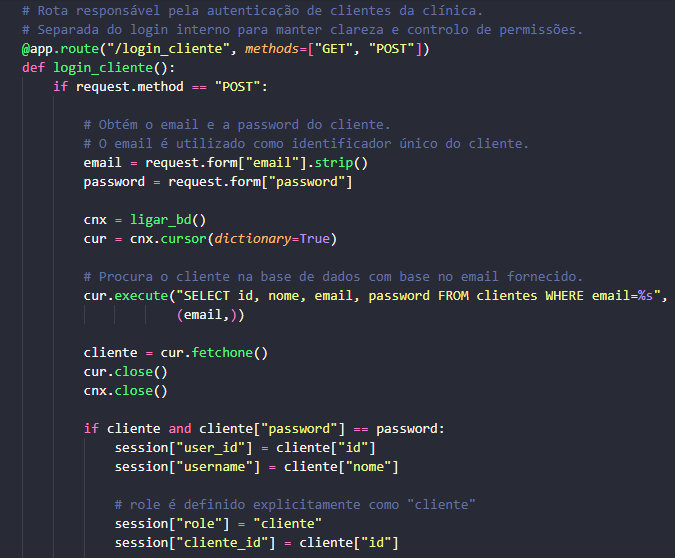 # Rota responsável pela autenticação de clientes da clínica.
# Separada do login interno para manter clareza e controlo de permissões.
@app.route("/login_cliente", methods=["GET", "POST"])
def login_cliente():
    if request.method == "POST":

        # Obtém o email e a password do cliente.
        # O email é utilizado como identificador único do cliente.
        email = request.form["email"].strip()
        password = request.form["password"]

        cnx = ligar_bd()
        cur = cnx.cursor(dictionary=True)

        # Procura o cliente na base de dados com base no email fornecido.
        cur.execute("SELECT id, nome, email, password FROM clientes WHERE email=%s",
                    (email,))

        cliente = cur.fetchone()
        cur.close()
        cnx.close()

        if cliente and cliente["password"] == password:
            session["user_id"] = cliente["id"]
            session["username"] = cliente["nome"]

            # role é definido explicitamente como "cliente"
            session["role"] = "cliente"
            session["cliente_id"] = cliente["id"]